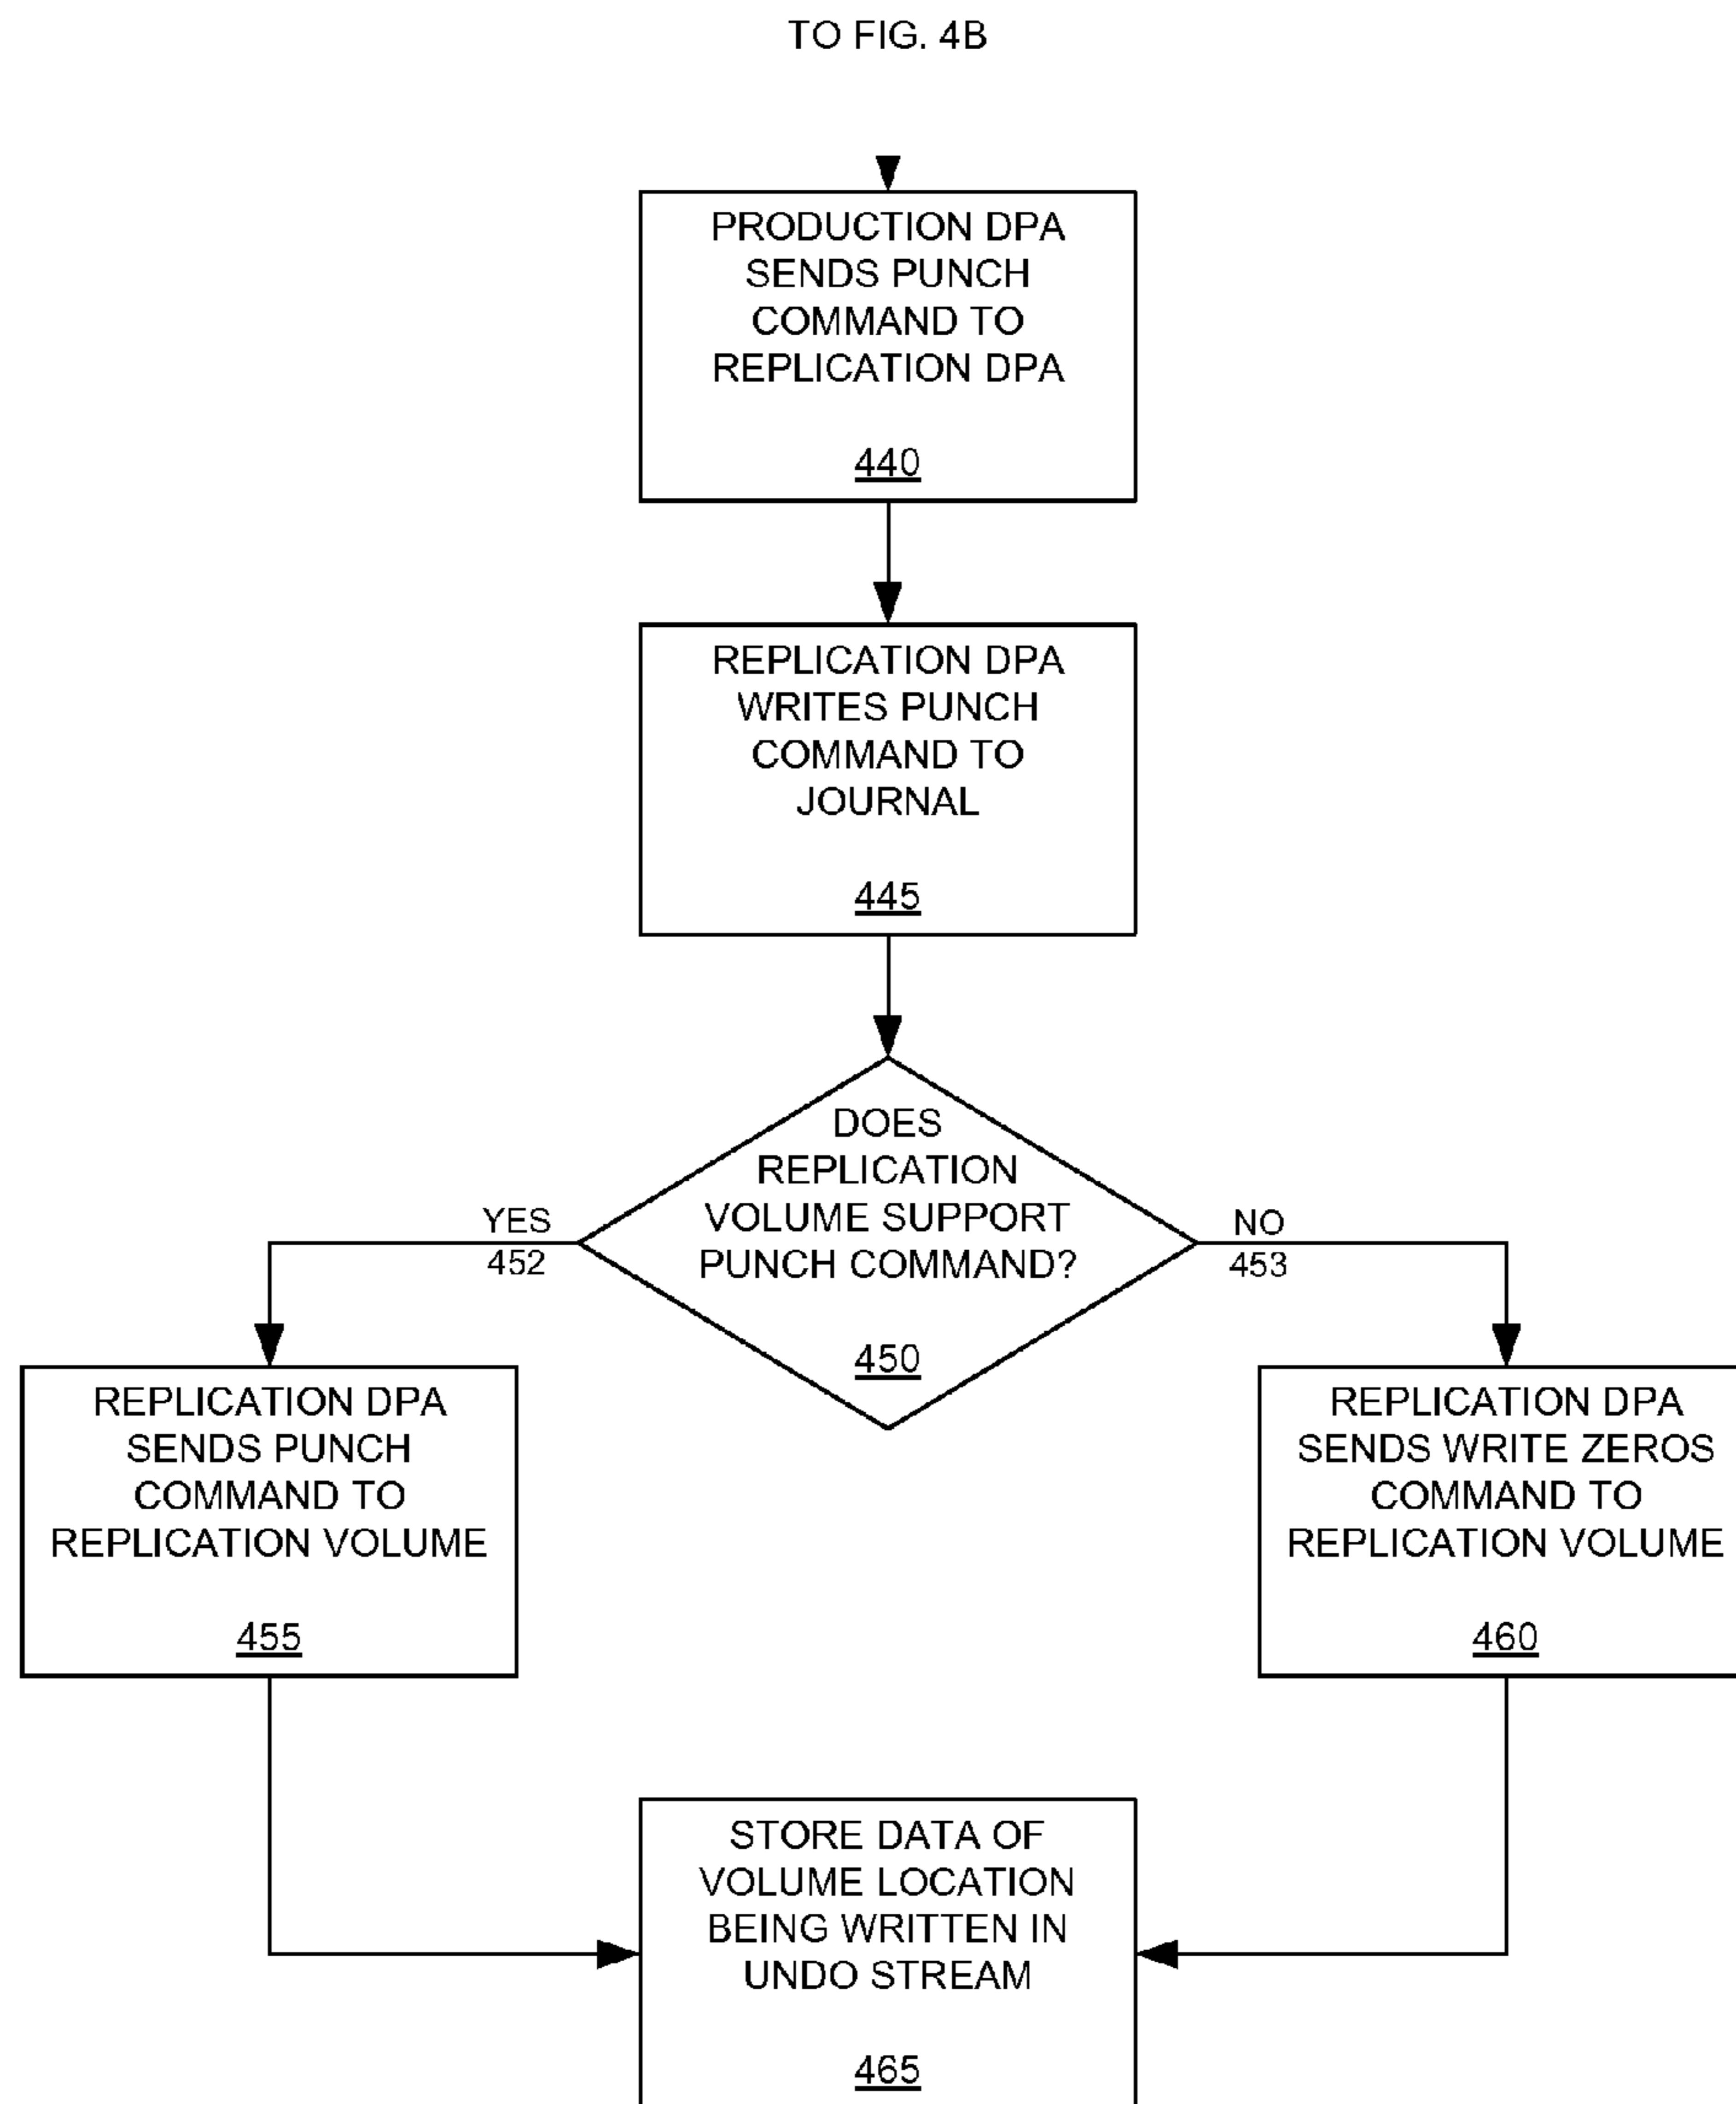 TO FIG. 4B
PRODUCTION DPA
SENDS PUNCH
COMMAND TO
REPLICATION DPA
440
REPLICATION DPA
WRITES PUNCH
COMMAND TO
JOURNAL
445
DOES
REPLICATION
VOLUME SUPPORT
PUNCH COMMAND?
450
YES
452
NO
453
REPLICATION DPA
SENDS PUNCH
COMMAND TO
REPLICATION VOLUME
455
REPLICATION DPA
SENDS WRITE ZEROS
COMMAND TO
REPLICATION VOLUME
460
STORE DATA OF
VOLUME LOCATION
BEING WRITTEN IN
UNDO STREAM
465